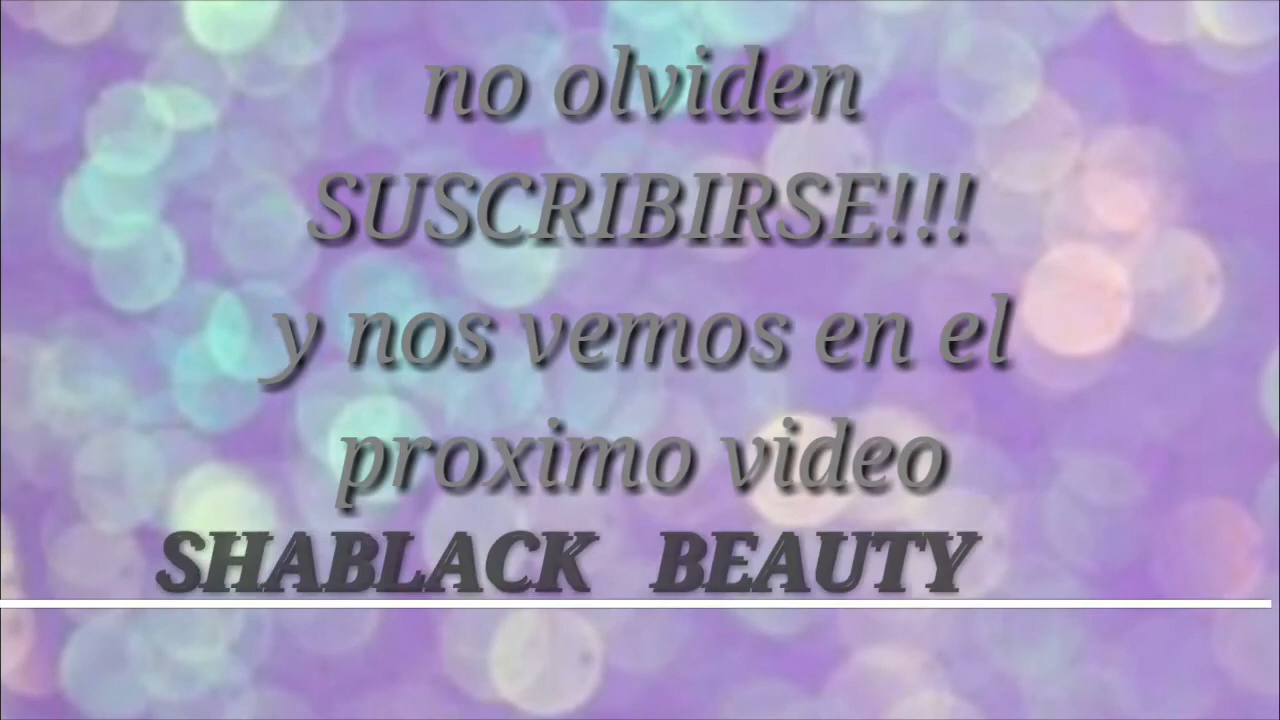 no olviden
SUSCRIBIRSE!!!
y nos vemos en el
proximo video
SHABLACK BEAUTY